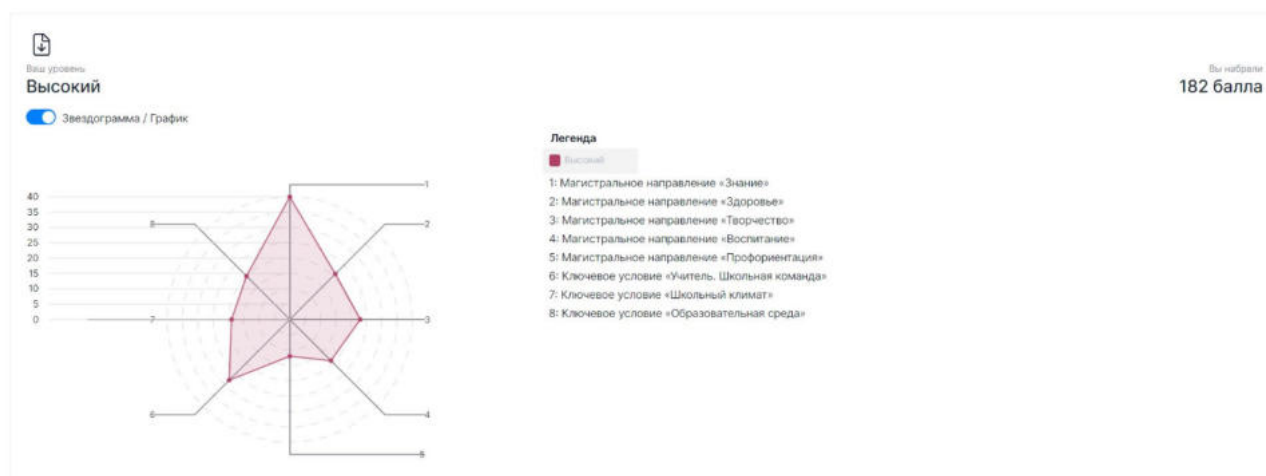 Ваш уровень
Высокий
Вы набрали
182 балла
Звездограмма / График
Легенда
Высокий
1: Магистральное направление «Знание»
2: Магистральное направление «Здоровье»
3: Магистральное направление «Творчество»
4: Магистральное направление «Воспитание»
5: Магистральное направление «Профориентация»
6: Ключевое условие «Учитель. Школьная команда»
7: Ключевое условие «Школьный климат»
8: Ключевое условие «Образовательная среда»
40
35
30
25
20
15
10
5
0
1
2
3
4
5
6
7
8